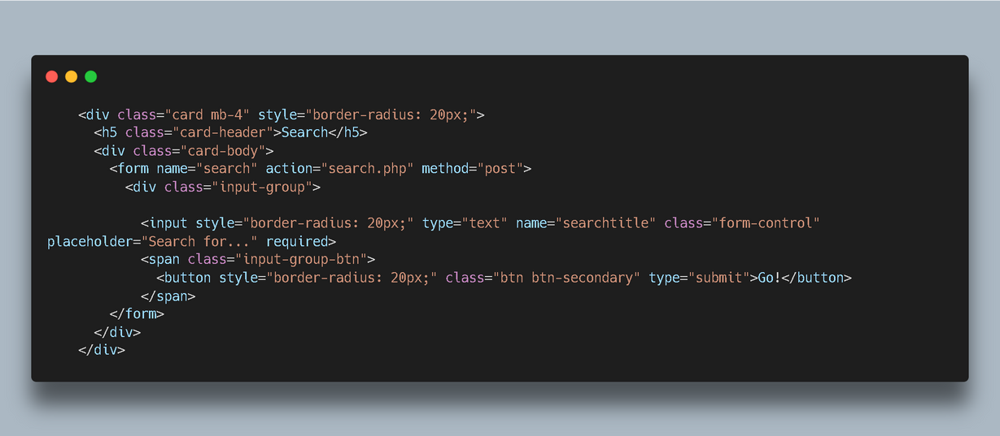 <div class="card mb-4" style="border-radius: 20px;">
<h5 class="card-header">Search</h5>
<div class="card-body">
<form name="search" action="search.php" method="post">
<div class="input-group">
<input style="border-radius: 20px;" type="text" name="searchtitle" class="form-control"
placeholder="Search for..." required>
<span class="input-group-btn">
<button style="border-radius: 20px;" class="btn btn-secondary" type="submit">Go!</button>
</span>
</form>
</div>
</div>